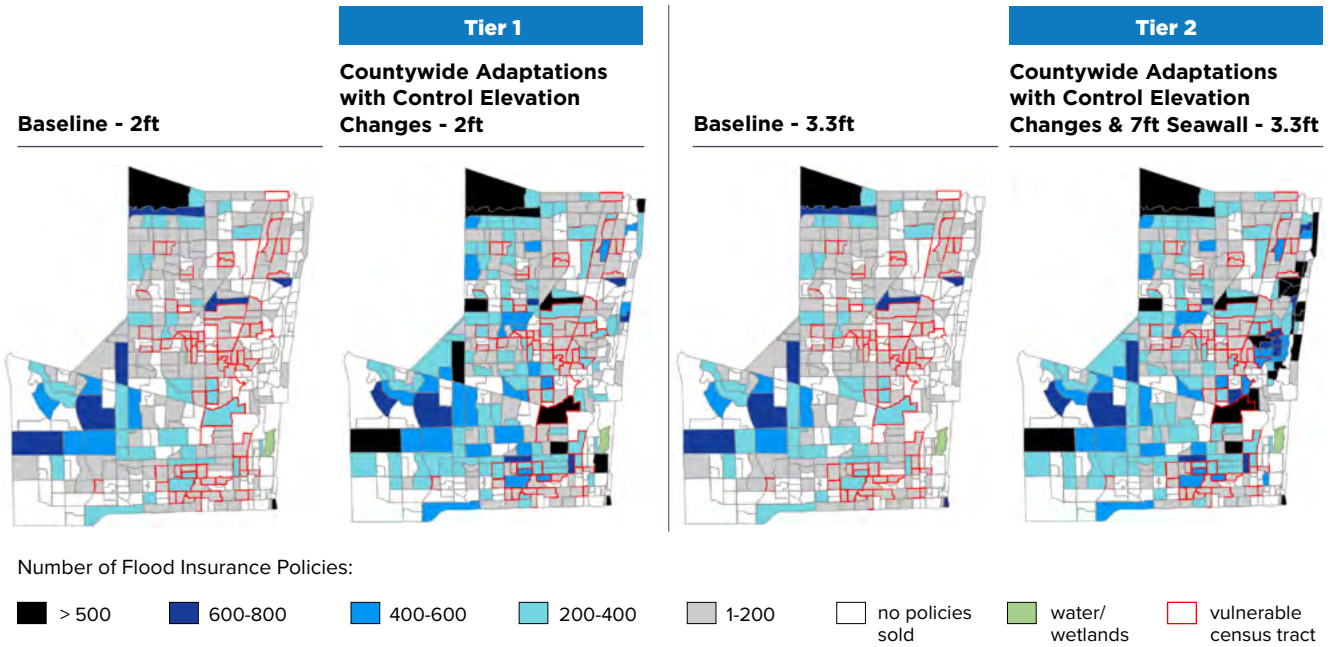 Tier 1
Tier 2
Baseline - 2ft
Countywide Adaptations
with Control Elevation
Changes - 2ft
Baseline - 3.3ft
Countywide Adaptations
with Control Elevation
Changes & 7ft Seawall - 3.3ft
Number of Flood Insurance Policies:
> 500
600-800
400-600
200-400
1-200
no policies
sold
water/
wetlands
vulnerable
census tract